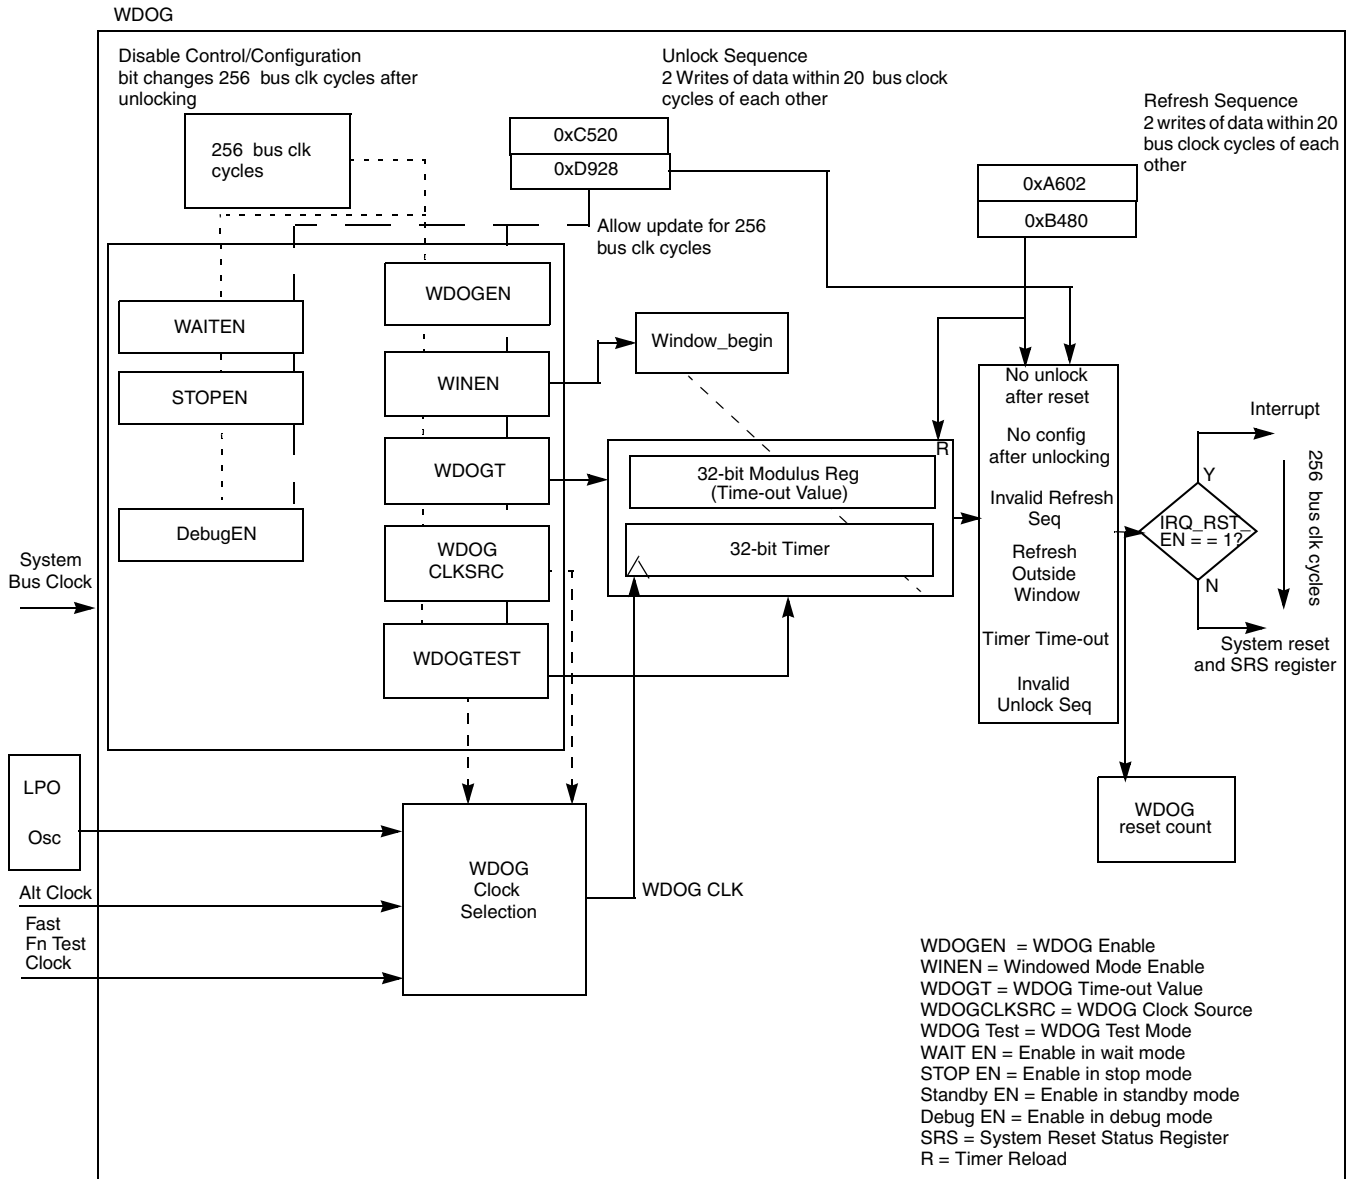 WDOG
Disable Control/Configuration
bit changes 256 bus clk cycles after
unlocking
Unlock Sequence
2 Writes of data within 20 bus clock
cycles of each other
Refresh Sequence
2 writes of data within 20
bus clock cycles of each
other
256 bus clk
cycles
0xC520
0xD928
0xA602
0xB480
Allow update for 256
bus clk cycles
WDOGEN
WAITEN
WINEN
STOPEN
WDOGT
DebugEN
WDOG
CLKSRC
WDOGTEST
Window_begin
R
32-bit Modulus Reg
(Time-out Value)
32-bit Timer
No unlock
after reset
No config
after unlocking
Invalid Refresh
Seq
Refresh
Outside
Window
Timer Time-out
Invalid
Unlock Seq
Interrupt
Y
IRQ_RST_
EN = = 1?
N
256 bus clk cycles
System reset
and SRS register
System
Bus Clock
LPO
Osc
Alt Clock
Fast
Fn Test
Clock
WDOG
Clock
Selection
WDOG CLK
WDOG
reset count
WDOGEN = WDOG Enable
WINEN = Windowed Mode Enable
WDOGT = WDOG Time-out Value
WDOGCLKSRC = WDOG Clock Source
WDOG Test = WDOG Test Mode
WAIT EN = Enable in wait mode
STOP EN = Enable in stop mode
Standby EN = Enable in standby mode
Debug EN = Enable in debug mode
SRS = System Reset Status Register
R = Timer Reload